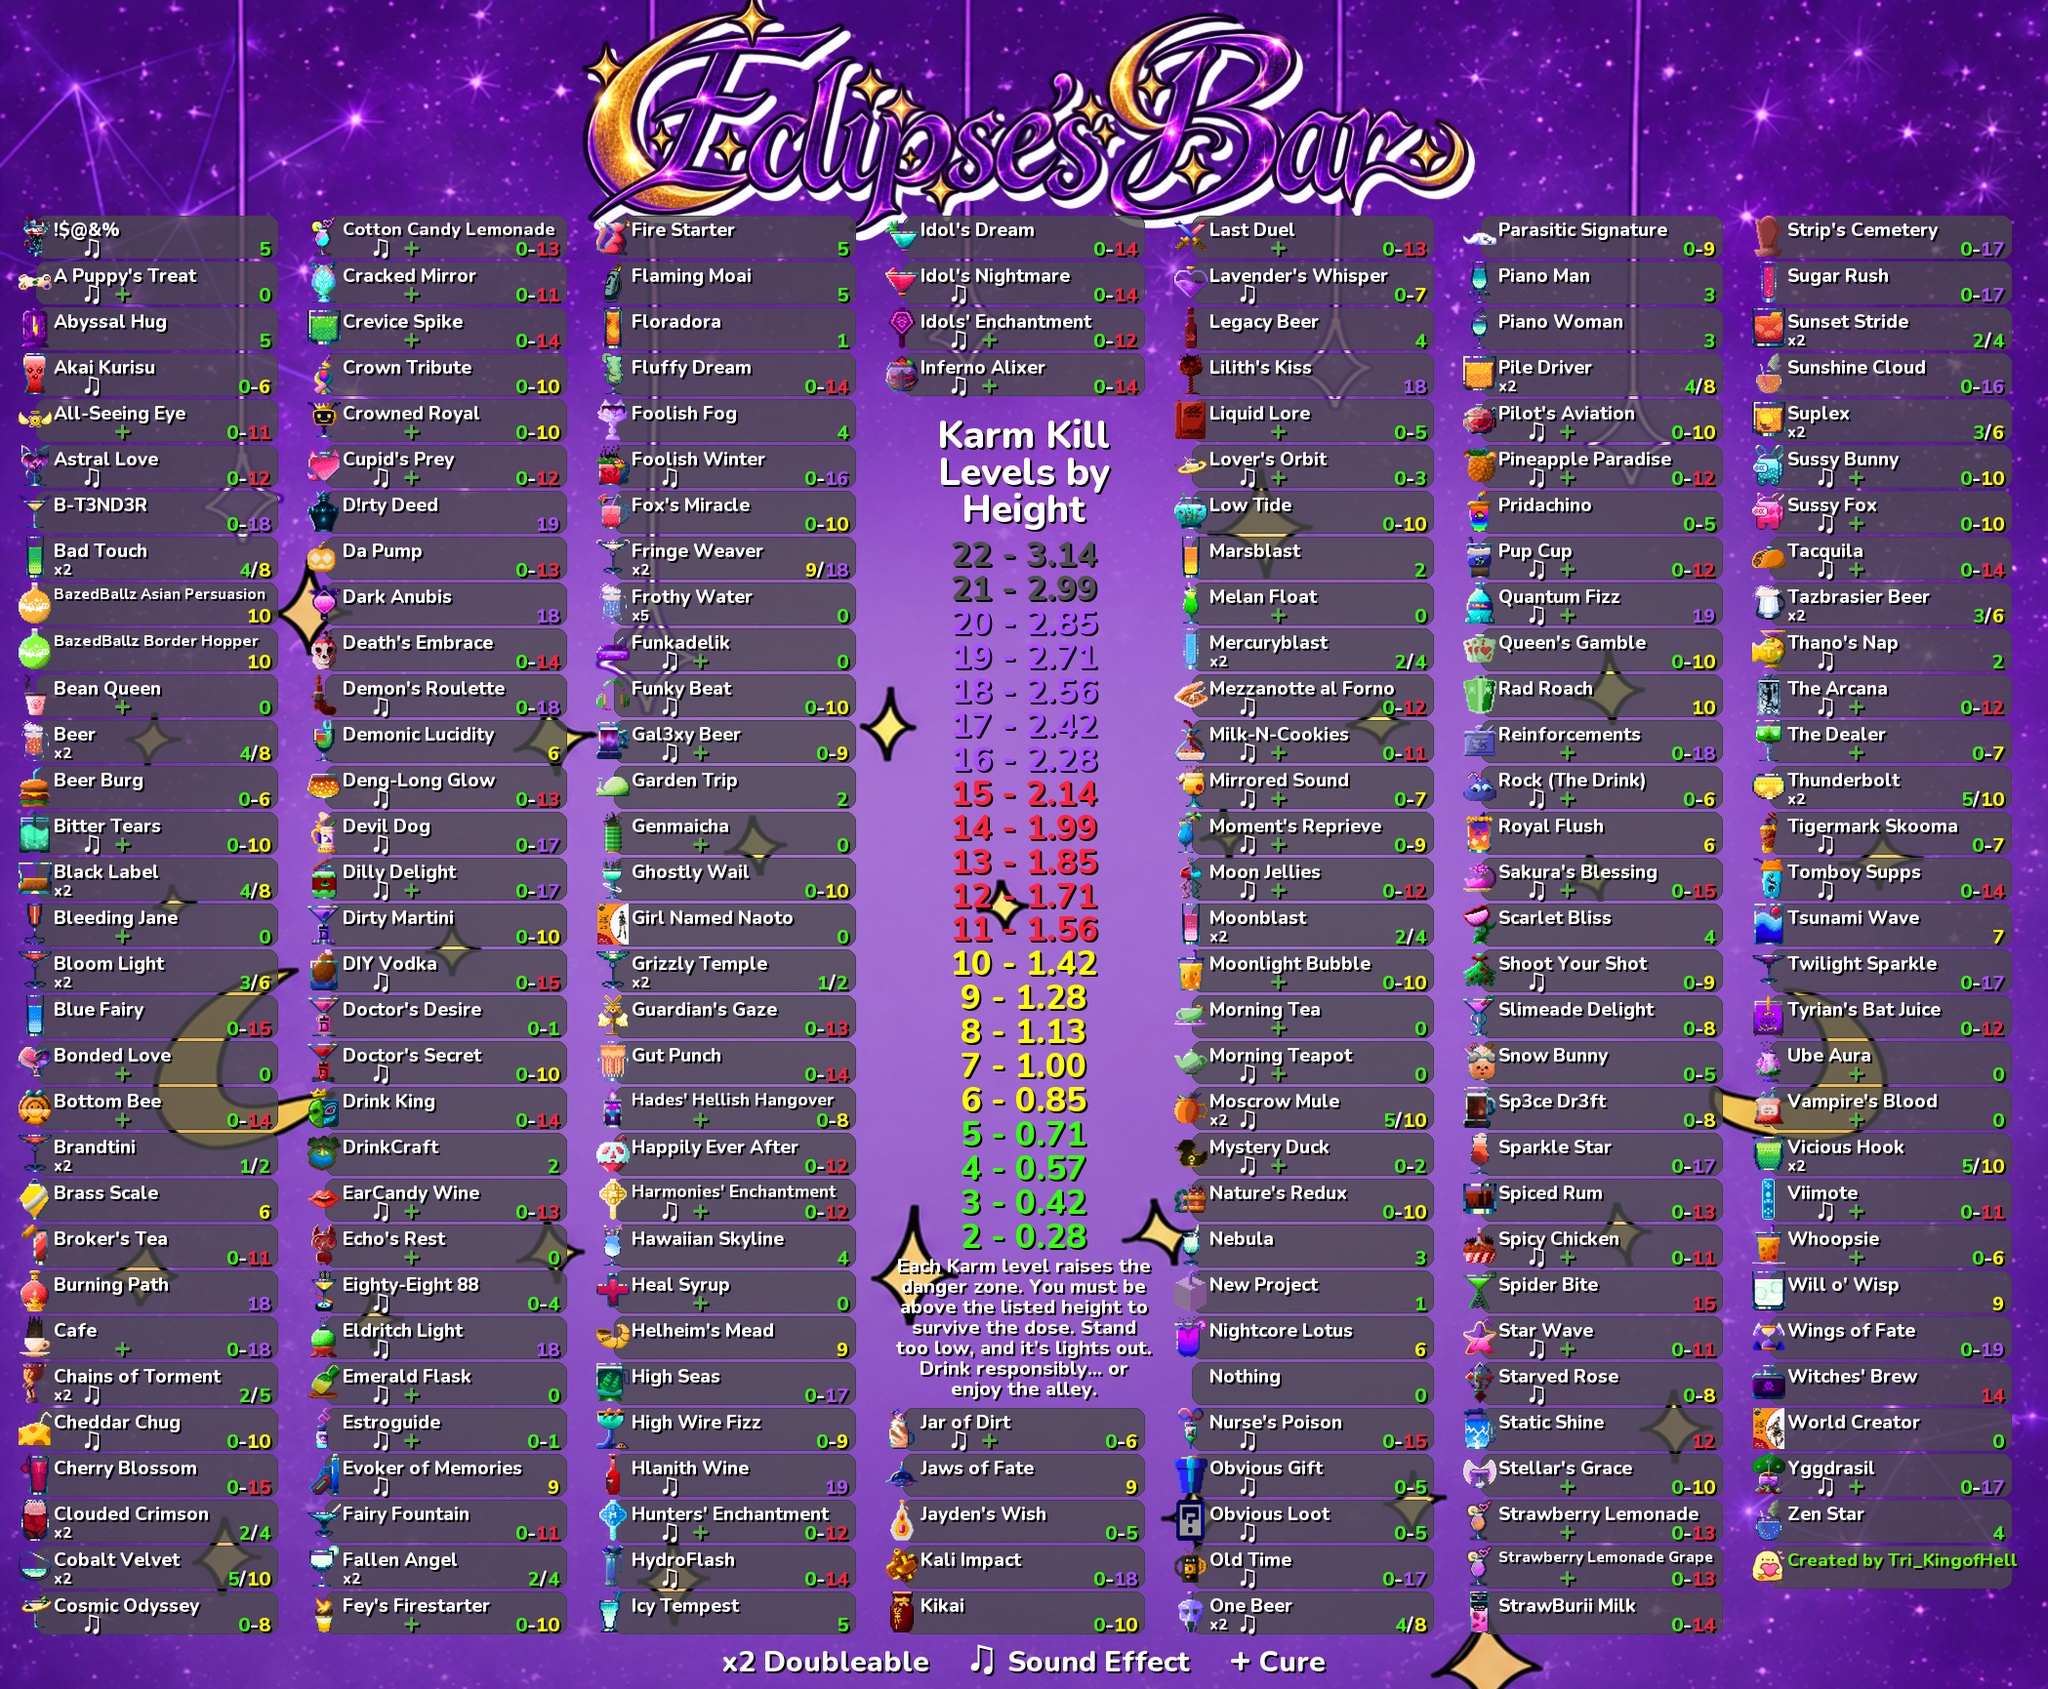 Eclipse's Bar
!$@&%
♫ 5
A Puppy's Treat
♫ + 0
Abyssal Hug
5
Akai Kurisu
♫ 0-6
All-Seeing Eye
+ 0-11
Astral Love
♫ 0-12
B-T3ND3R
0-18
Bad Touch
x2 4/8
BazedBallz Asian Persuasion
10
BazedBallz Border Hopper
10
Bean Queen
+ 0
Beer
x2 4/8
Beer Burg
0-6
Bitter Tears
♫ + 0-10
Black Label
x2 4/8
Bleeding Jane
+ 0
Bloom Light
x2 3/6
Blue Fairy
0-15
Bonded Love
+ 0
Bottom Bee
+ 0-14
Brandtini
x2 1/2
Brass Scale
6
Broker's Tea
0-11
Burning Path
18
Cafe
+ 0-18
Chains of Torment
x2 ♫ 2/5
Cheddar Chug
♫ 0-10
Cherry Blossom
0-15
Clouded Crimson
x2 2/4
Cobalt Velvet
x2 5/10
Cosmic Odyssey
♫ 0-8
Cotton Candy Lemonade
♫ + 0-13
Cracked Mirror
+ 0-11
Crevice Spike
+ 0-14
Crown Tribute
0-10
Crowned Royal
+ 0-10
Cupid's Prey
♫ + 0-12
D!rty Deed
19
Da Pump
0-13
Dark Anubis
18
Death's Embrace
0-14
Demon's Roulette
♫ 0-18
Demonic Lucidity
6
Deng-Long Glow
♫ 0-13
Devil Dog
♫ 0-17
Dilly Delight
♫ + 0-17
Dirty Martini
0-10
DIY Vodka
♫ 0-15
Doctor's Desire
0-1
Doctor's Secret
♫ 0-10
Drink King
0-14
DrinkCraft
2
EarCandy Wine
♫ + 0-13
Echo's Rest
+ 0
Eighty-Eight 88
♫ 0-4
Eldritch Light
♫ 18
Emerald Flask
♫ + 0
Estroguide
♫ + 0-1
Evoker of Memories
♫ 9
Fairy Fountain
0-11
Fallen Angel
x2 2/4
Fey's Firestarter
+ 0-10
Fire Starter
5
Flaming Moai
5
Floradora
1
Fluffy Dream
0-14
Foolish Fog
4
Foolish Winter
♫ 0-16
Fox's Miracle
0-10
Fringe Weaver
x2 9/18
Frothy Water
x5 0
Funkadelik
♫ + 0
Funky Beat
♫ 0-10
Gal3xy Beer
♫ + 0-9
Garden Trip
2
Genmaicha
+ 0
Ghostly Wail
0-10
Girl Named Naoto
0
Grizzly Temple
x2 1/2
Guardian's Gaze
0-13
Gut Punch
0-14
Hades' Hellish Hangover
+ 0-8
Happily Ever After
0-12
Harmonies' Enchantment
♫ + 0-12
Hawaiian Skyline
4
Heal Syrup
+ 0
Helheim's Mead
9
High Seas
0-17
High Wire Fizz
0-9
Hlanith Wine
19
Hunters' Enchantment
♫ + 0-12
HydroFlash
♫ 0-14
Icy Tempest
5
Idol's Dream
0-14
Idol's Nightmare
♫ 0-14
Idols' Enchantment
♫ + 0-12
Inferno Alixer
♫ + 0-14
Karm Kill
Levels by
Height
22 - 3.14
21 - 2.99
20 - 2.85
19 - 2.71
18 - 2.56
17 - 2.42
16 - 2.28
15 - 2.14
14 - 1.99
13 - 1.85
12 - 1.71
11 - 1.56
10 - 1.42
9 - 1.28
8 - 1.13
7 - 1.00
6 - 0.85
5 - 0.71
4 - 0.57
3 - 0.42
2 - 0.28
Each Karm level raises the
danger zone. You must be
above the listed height to
survive the dose. Stand
too low, and it's lights out.
Drink responsibly... or
enjoy the alley.
Jar of Dirt
♫ + 0-6
Jaws of Fate
9
Jayden's Wish
0-5
Kali Impact
0-18
Kikai
0-10
Last Duel
+ 0-13
Lavender's Whisper
♫ 0-7
Legacy Beer
4
Lilith's Kiss
18
Liquid Lore
+ 0-5
Lover's Orbit
♫ + 0-3
Low Tide
0-10
Marsblast
2
Melan Float
+ 0
Mercuryblast
x2 2/4
Mezzanotte al Forno
♫ 0-12
Milk-N-Cookies
♫ + 0-11
Mirrored Sound
♫ + 0-7
Moment's Reprieve
♫ + 0-9
Moon Jellies
♫ + 0-12
Moonblast
x2 2/4
Moonlight Bubble
+ 0-10
Morning Tea
+ 0
Morning Teapot
♫ + 0
Moscrow Mule
x2 ♫ 5/10
Mystery Duck
♫ + 0-2
Nature's Redux
0-10
Nebula
3
New Project
1
Nightcore Lotus
6
Nothing
0
Nurse's Poison
♫ 0-15
Obvious Gift
♫ 0-5
Obvious Loot
♫ 0-5
Old Time
♫ 0-17
One Beer
x2 ♫ 4/8
Parasitic Signature
0-9
Piano Man
3
Piano Woman
3
Pile Driver
x2 4/8
Pilot's Aviation
♫ + 0-10
Pineapple Paradise
♫ + 0-12
Pridachino
0-5
Pup Cup
♫ + 0-12
Quantum Fizz
♫ + 19
Queen's Gamble
0-10
Rad Roach
10
Reinforcements
+ 0-18
Rock (The Drink)
♫ + 0-6
Royal Flush
6
Sakura's Blessing
♫ + 0-15
Scarlet Bliss
4
Shoot Your Shot
♫ 0-9
Slimeade Delight
0-8
Snow Bunny
0-5
Sp3ce Dr3ft
0-8
Sparkle Star
0-17
Spiced Rum
0-13
Spicy Chicken
♫ + 0-11
Spider Bite
15
Star Wave
♫ + 0-11
Starved Rose
♫ 0-8
Static Shine
12
Stellar's Grace
+ 0-10
Strawberry Lemonade
+ 0-13
Strawberry Lemonade Grape
+ 0-13
StrawBurii Milk
0-14
Strip's Cemetery
0-17
Sugar Rush
0-17
Sunset Stride
x2 2/4
Sunshine Cloud
0-16
Suplex
x2 3/6
Sussy Bunny
♫ + 0-10
Sussy Fox
♫ + 0-10
Tacquila
♫ + 0-14
Tazbrasier Beer
x2 3/6
Thano's Nap
♫ 2
The Arcana
♫ + 0-12
The Dealer
+ 0-7
Thunderbolt
x2 5/10
Tigermark Skooma
♫ 0-7
Tomboy Supps
♫ 0-14
Tsunami Wave
7
Twilight Sparkle
0-17
Tyrian's Bat Juice
0-12
Ube Aura
+ 0
Vampire's Blood
+ 0
Vicious Hook
x2 5/10
Viimote
♫ + 0-11
Whoopsie
+ 0-6
Will o' Wisp
9
Wings of Fate
0-19
Witches' Brew
14
World Creator
0
Yggdrasil
♫ + 0-17
Zen Star
4
Created by Tri_KingofHell
x2 Doubleable ♫ Sound Effect + Cure